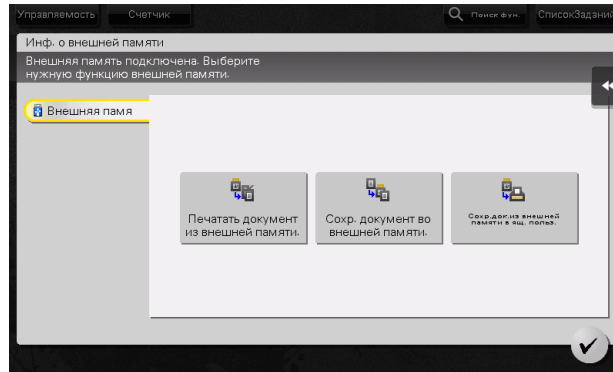 Управляемость Счетчик Поиск фун. СписокЗадани
Инф. о внешней памяти
Внешняя память подключена. Выберите
нужную функцию внешней памяти.
Внешняя памя
Печатать документ
из внешней памяти.
Сохр. документ во
внешней памяти.
Сохр.док.из внешней
памяти в ящ. польз.